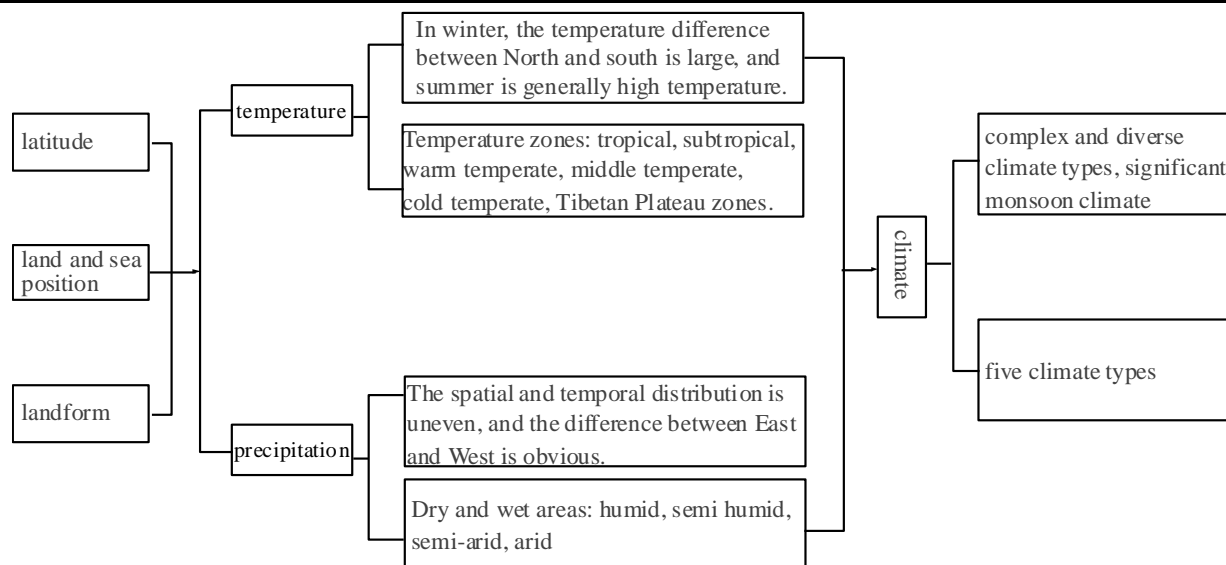 latitude
land and sea
position
landform
temperature
precipitation
In winter, the temperature difference
between North and south is large, and
summer is generally high temperature.
Temperature zones: tropical, subtropical,
warm temperate, middle temperate,
cold temperate, Tibetan Plateau zones.
The spatial and temporal distribution is
uneven, and the difference between East
and West is obvious.
Dry and wet areas: humid, semi humid,
semi-arid, arid
climate
complex and diverse
climate types, significant
monsoon climate
five climate types